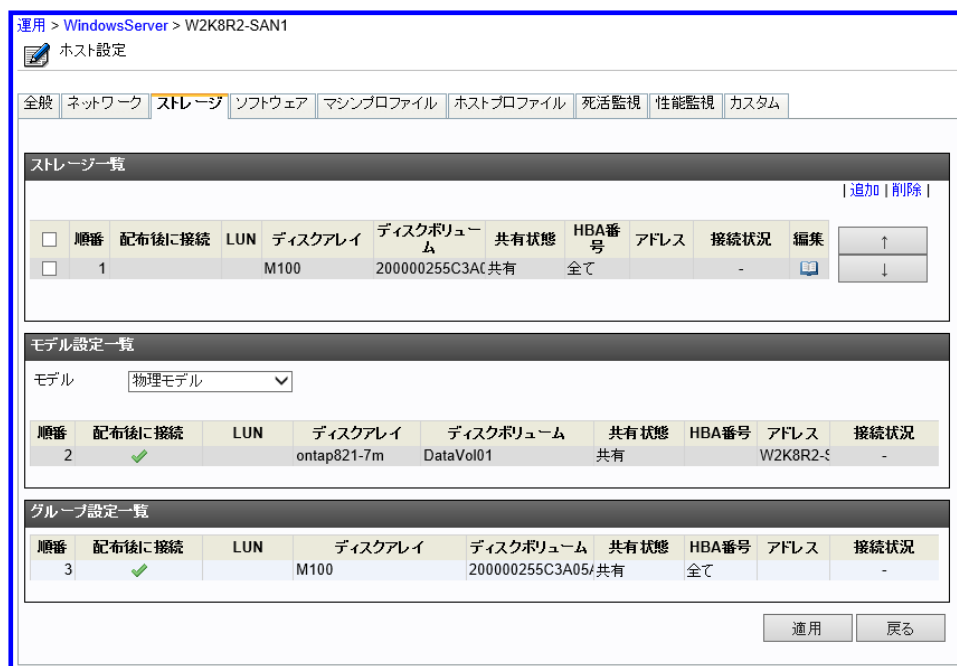 運用 > WindowsServer > W2K8R2-SAN1
ホスト設定
全般 ネットワーク ストレージ ソフトウェア マシンプロファイル ホストプロファイル 死活監視 性能監視 カスタム
ストレージ一覧
| 追加 | 削除 |
順番 配布後に接続 LUN ディスクアレイ ディスクボリューム 共有状態 HBA番号 アドレス 接続状況 編集 ↑
1 M100 200000255C3A0 共有 全て - ↓
モデル設定一覧
モデル 物理モデル
順番 配布後に接続 LUN ディスクアレイ ディスクボリューム 共有状態 HBA番号 アドレス 接続状況
2 ontap821-7m DataVol01 共有 W2K8R2-S -
グループ設定一覧
順番 配布後に接続 LUN ディスクアレイ ディスクボリューム 共有状態 HBA番号 アドレス 接続状況
3 M100 200000255C3A05 共有 全て -
適用 戻る